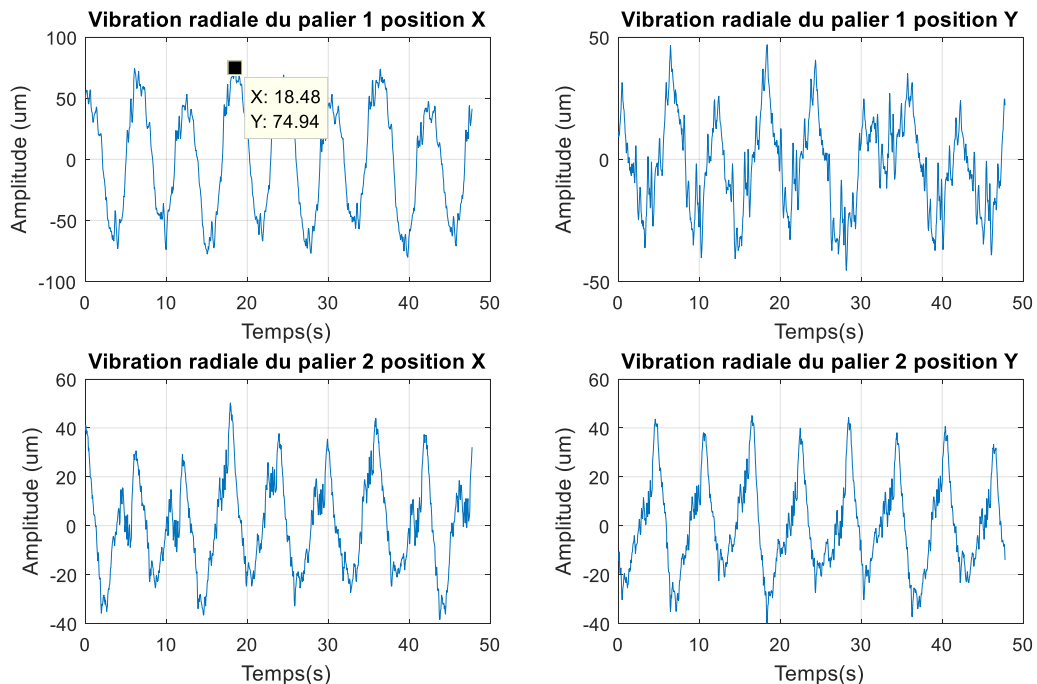 Vibration radiale du palier 1 position X
100
50
0
-50
-100
Amplitude (um)
X: 18.48
Y: 74.94
0 10 20 30 40 50
Temps(s)
Vibration radiale du palier 1 position Y
50
0
-50
Amplitude (um)
0 10 20 30 40 50
Temps(s)
Vibration radiale du palier 2 position X
60
40
20
0
-20
-40
Amplitude (um)
0 10 20 30 40 50
Temps(s)
Vibration radiale du palier 2 position Y
60
40
20
0
-20
-40
Amplitude (um)
0 10 20 30 40 50
Temps(s)